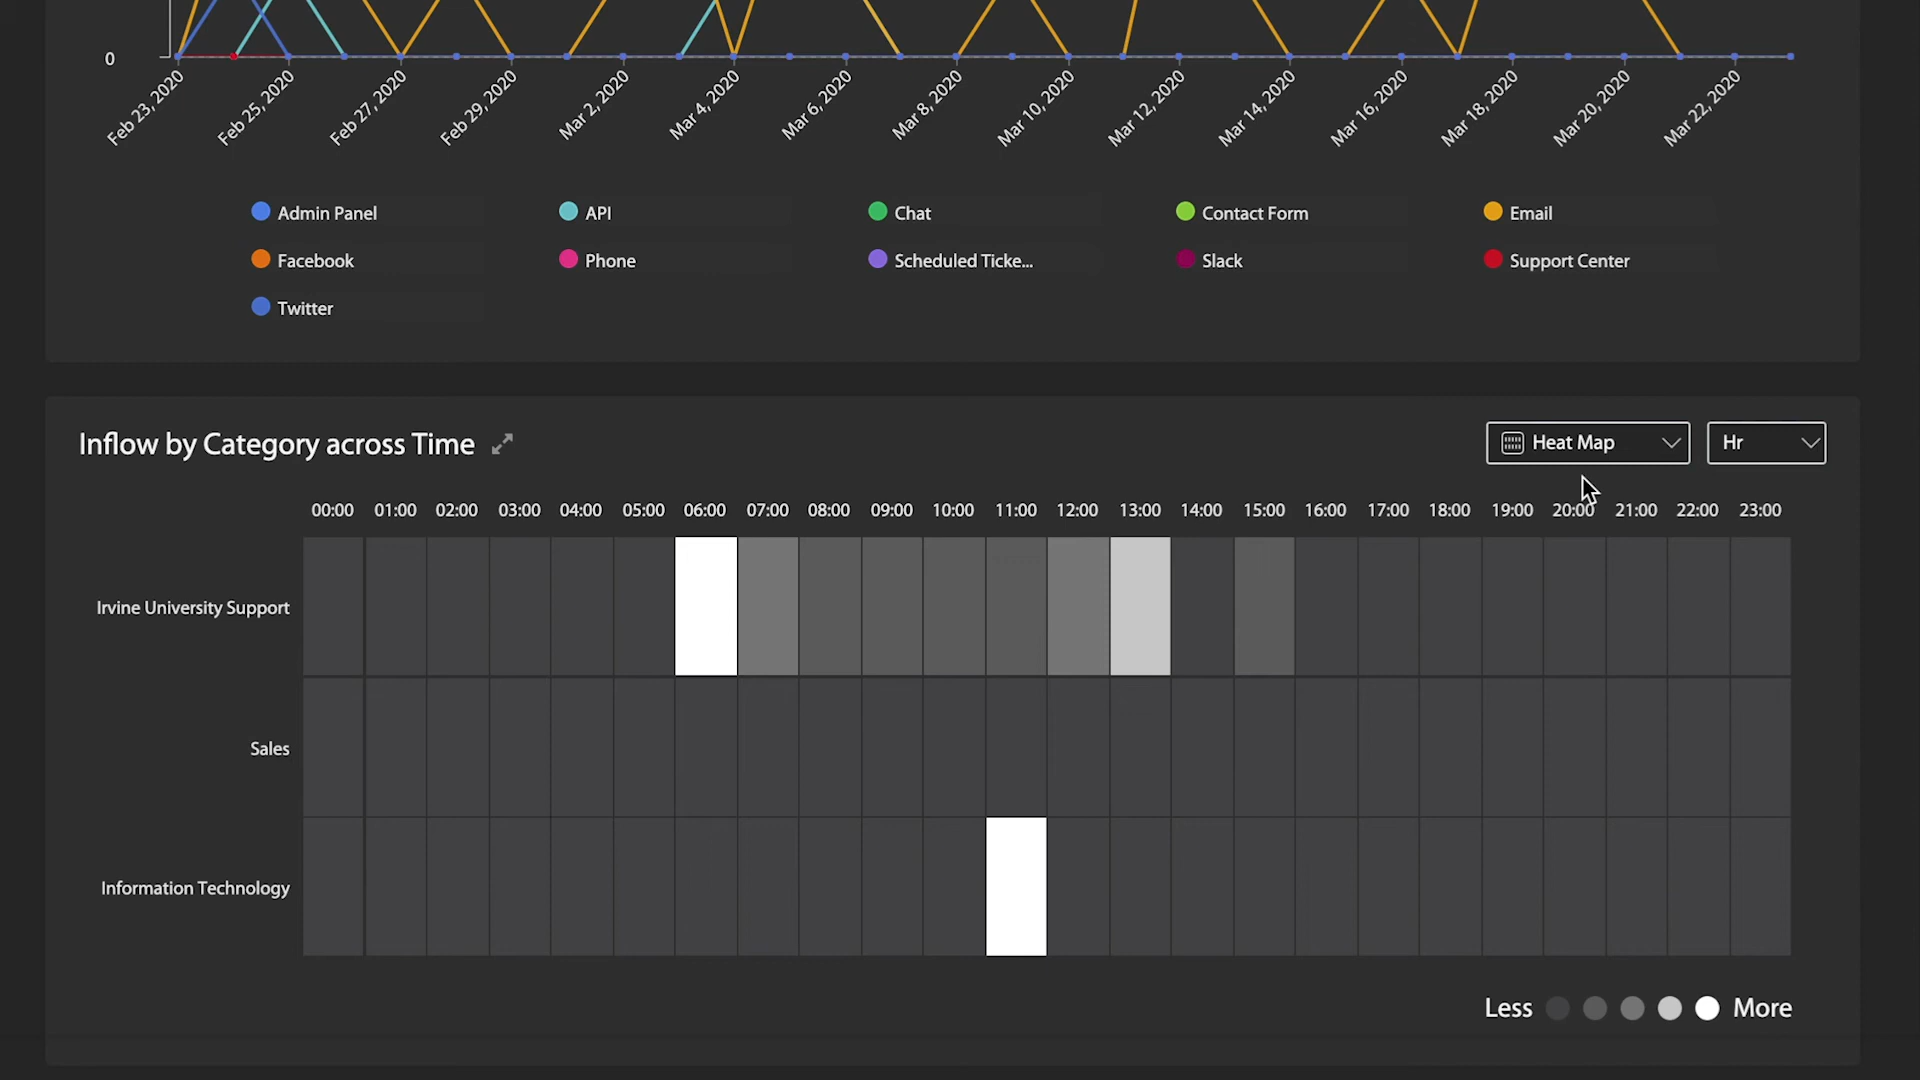 0
Feb 23, 2020 Feb 25, 2020 Feb 27, 2020 Feb 29, 2020 Mar 2, 2020 Mar 4, 2020 Mar 6, 2020 Mar 8, 2020 Mar 10, 2020 Mar 12, 2020 Mar 14, 2020 Mar 16, 2020 Mar 18, 2020 Mar 20, 2020 Mar 22, 2020
Admin Panel API Chat Contact Form Email
Facebook Phone Scheduled Ticke... Slack Support Center
Twitter
Inflow by Category across Time Heat Map Hr
00:00 01:00 02:00 03:00 04:00 05:00 06:00 07:00 08:00 09:00 10:00 11:00 12:00 13:00 14:00 15:00 16:00 17:00 18:00 19:00 20:00 21:00 22:00 23:00
Irvine University Support
Sales
Information Technology
Less More